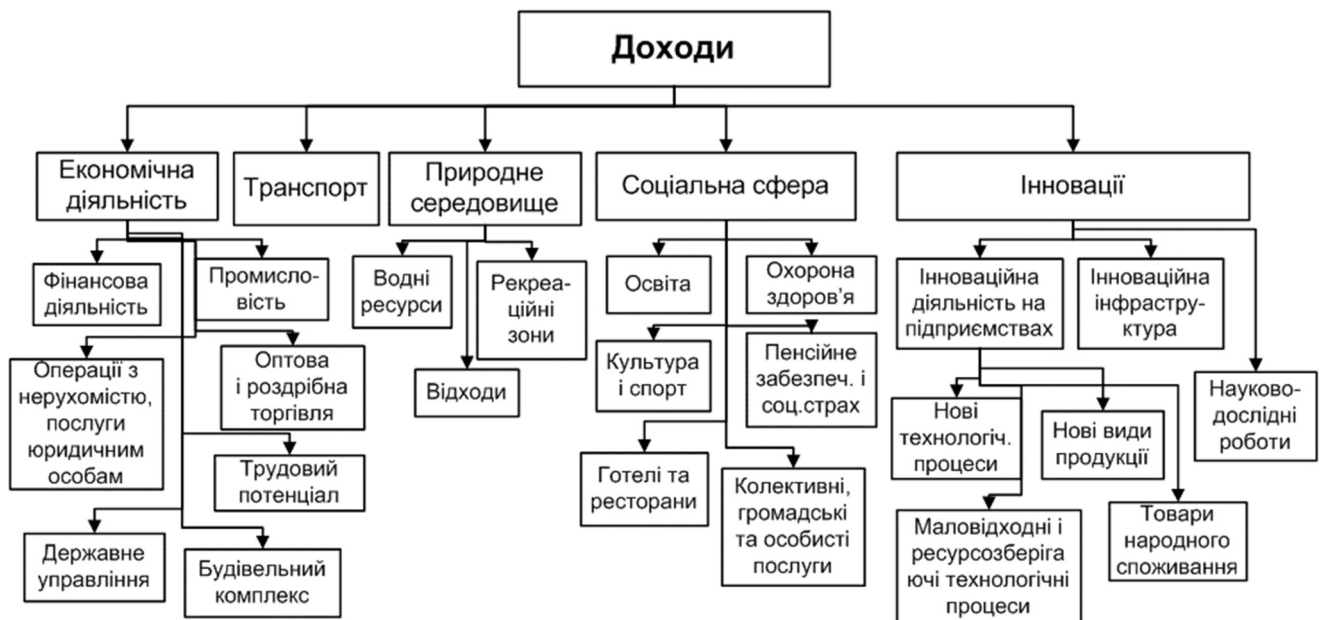 Доходи
Економічна
діяльність
Транспорт
Природне
середовище
Соціальна сфера
Інновації
Фінансова
діяльність
Промисло-
вість
Операції з
нерухомістю,
послуги
юридичним
особам
Оптова
і роздрібна
торгівля
Трудовий
потенціал
Державне
управління
Будівельний
комплекс
Водні
ресурси
Рекреа-
ційні
зони
Відходи
Освіта
Охорона
здоров'я
Культура
і спорт
Пенсійне
забезпеч. і
соц.страх
Готелі та
ресторани
Колективні,
громадські
та особисті
послуги
Інноваційна
діяльність на
підприємствах
Інноваційна
інфрастру-
ктура
Науково-
дослідні
роботи
Нові
технологіч.
процеси
Нові види
продукції
Маловідходні і
ресурсозберіга
ючі технологічні
процеси
Товари
народного
споживання